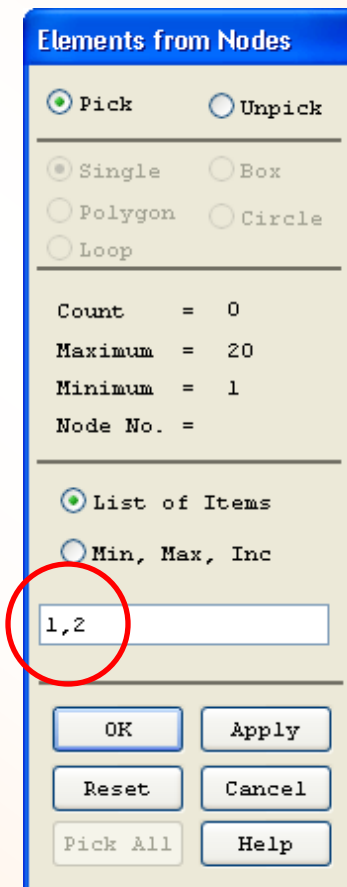 Elements from Nodes
Pick Unpick
Single Box
Polygon Circle
Loop
Count = 0
Maximum = 20
Minimum = 1
Node No. =
List of Items
Min, Max, Inc
1,2
OK Apply
Reset Cancel
Pick All Help